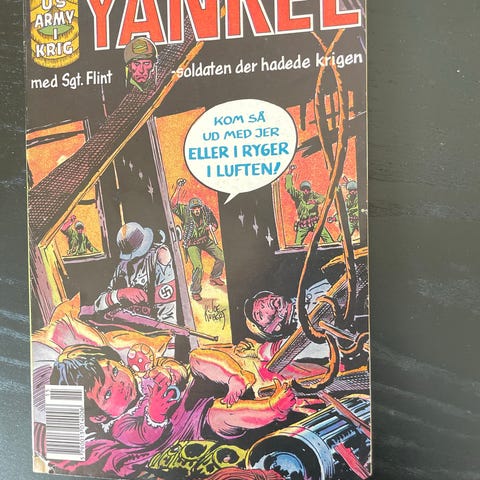 US
ARMY
I
KRIG
YANKEE
med Sgt. Flint
-soldaten der hadede krigen
KOM SÅ
UD MED JER
ELLER I RYGER
I LUFTEN!